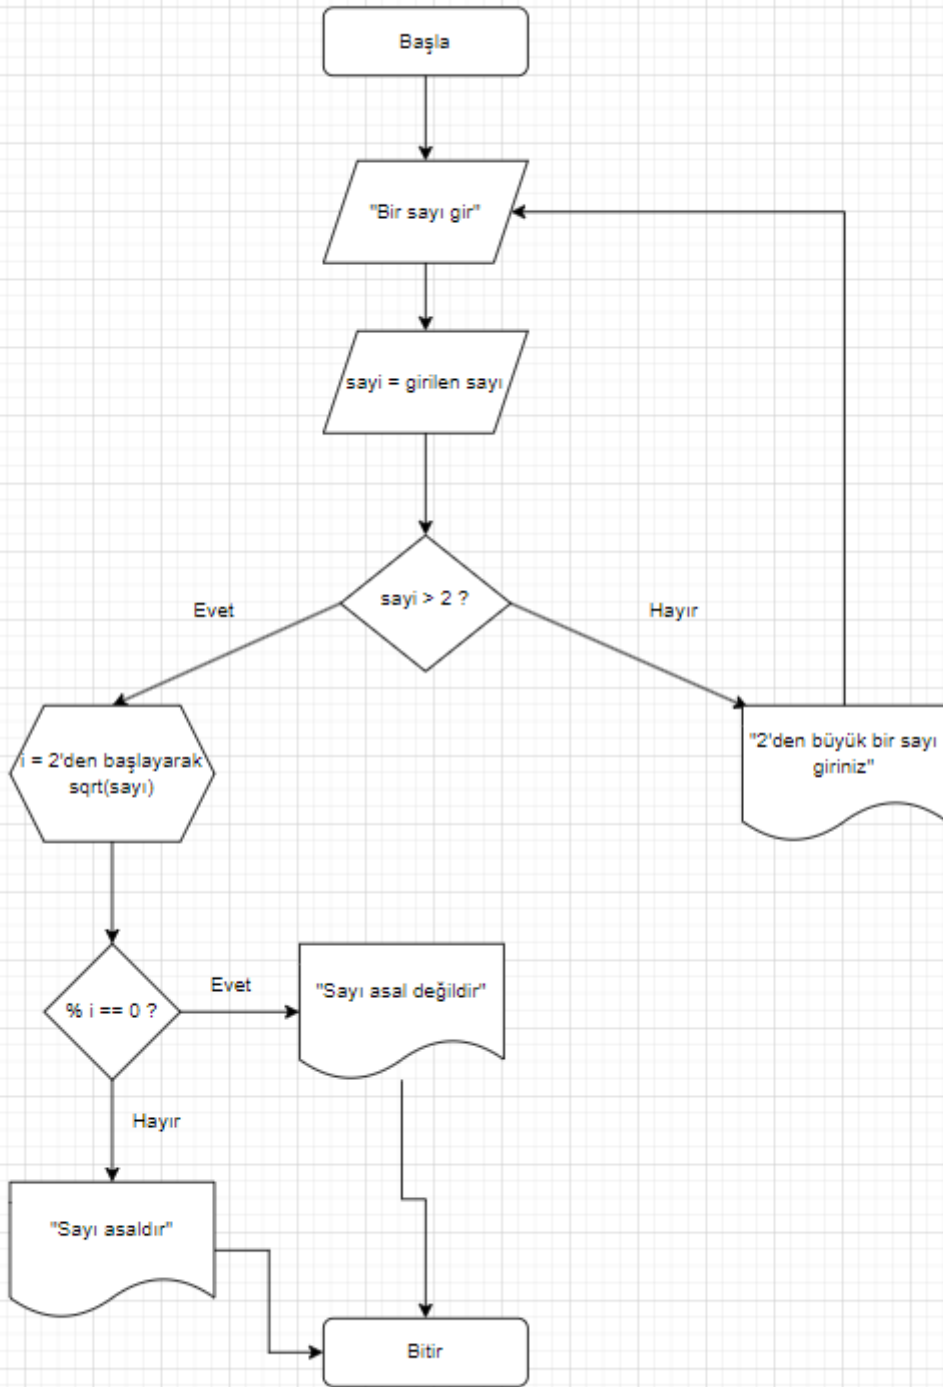 Başla
"Bir sayı gir"
sayi = girilen sayı
sayi > 2 ?
Evet
Hayır
i = 2'den başlayarak
sqrt(sayı)
"2'den büyük bir sayı
giriniz"
% i == 0 ?
Evet
"Sayı asal değildir"
Hayır
"Sayı asaldır"
Bitir